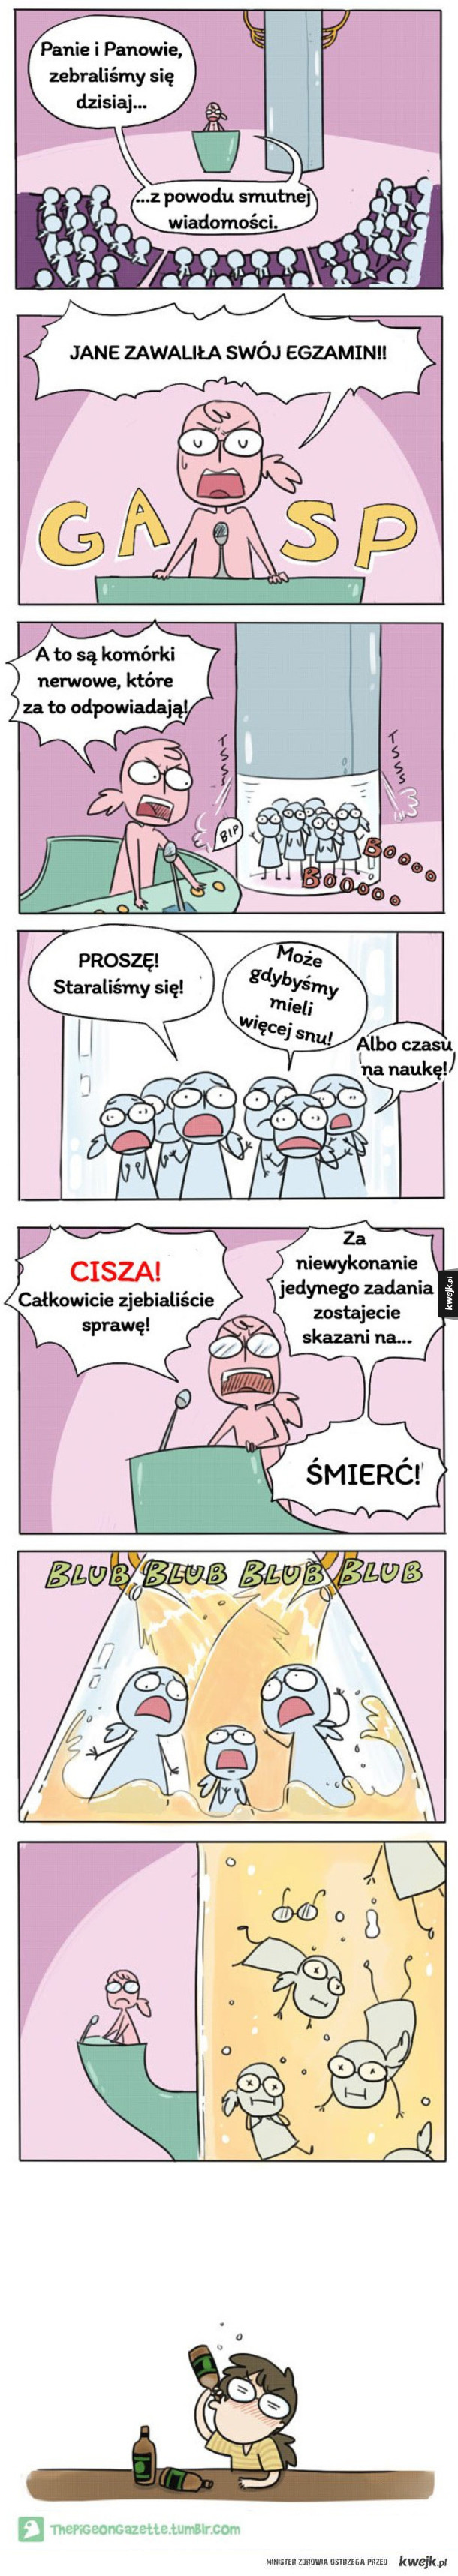 Panie i Panowie,
zebraliśmy się
dzisiaj...
...z powodu smutnej
wiadomości.
JANE ZAWALIŁA SWÓJ EGZAMIN!!
GASP
A to są komórki
nerwowe, które
za to odpowiadają!
TSSS
TSSS
BIP
BOOOO
BOOOOO
PROSZĘ!
Staraliśmy się!
Może
gdybyśmy
mieli
więcej snu!
Albo czasu
na naukę!
CISZA!
Całkowicie zjebialiście
sprawę!
Za
niewykonanie
jedynego zadania
zostajecie
skazani na...
kwejk.pl
ŚMIERĆ!
BLUB BLUB BLUB BLUB
ThePiGeonGazette.tumBlr.com
MINISTER ZDROWIA OSTRZEGA PRZED kwejk.pl